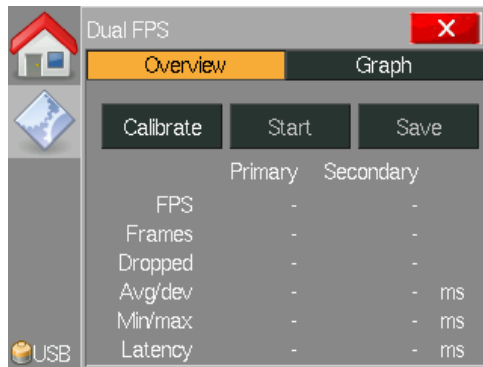 Dual FPS X
Overview Graph
Calibrate Start Save
Primary Secondary
FPS - -
Frames - -
Dropped - -
Avg/dev - - ms
Min/max - - ms
USB Latency - - ms